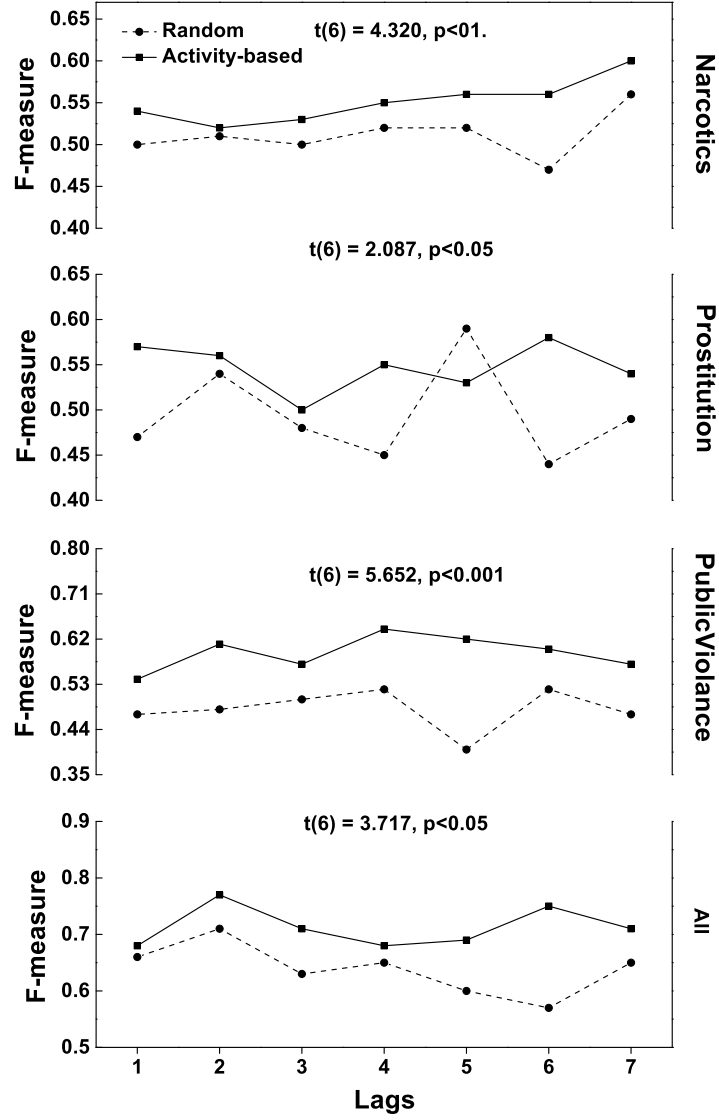 Random
Activity-based
t(6) = 4.320, p<01.
F-measure
0.65
0.60
0.55
0.50
0.45
0.40
Narcotics
t(6) = 2.087, p<0.05
F-measure
0.65
0.60
0.55
0.50
0.45
0.40
Prostitution
t(6) = 5.652, p<0.001
F-measure
0.80
0.71
0.62
0.53
0.44
0.35
PublicViolance
t(6) = 3.717, p<0.05
F-measure
0.9
0.8
0.7
0.6
0.5
All
1 2 3 4 5 6 7
Lags